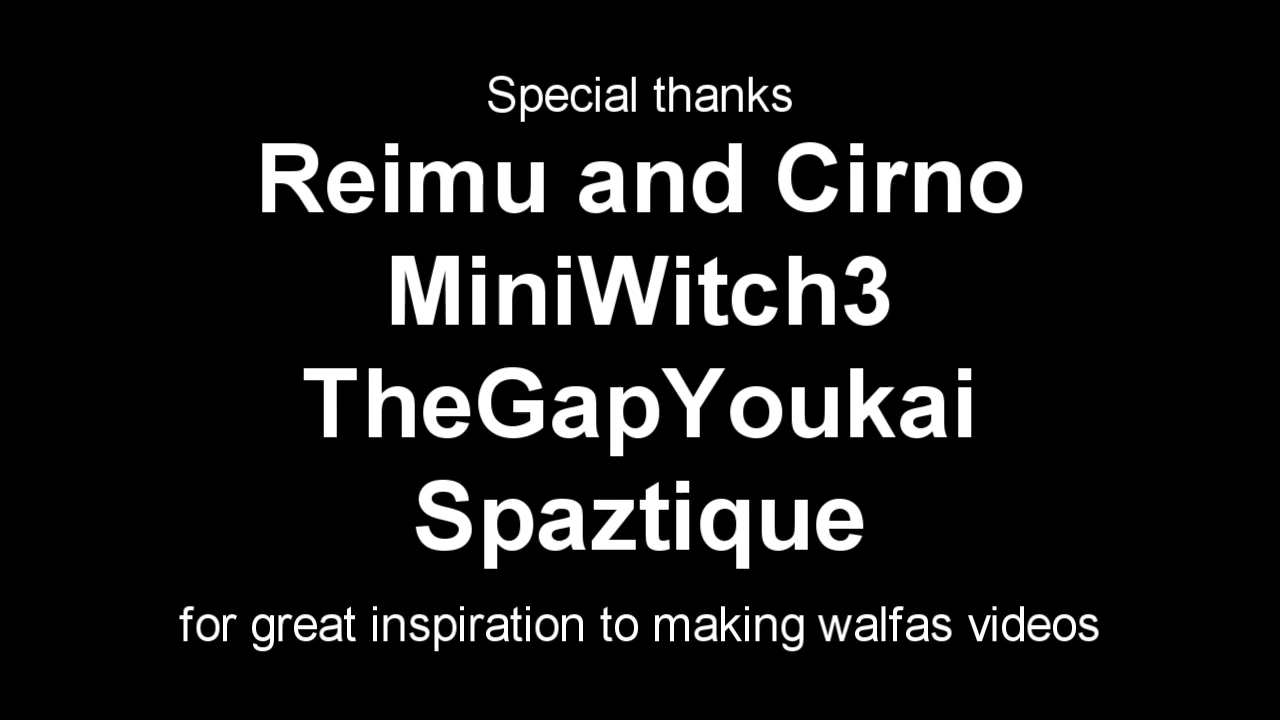 Special thanks
Reimu and Cirno
MiniWitch3
TheGapYoukai
Spaztique
for great inspiration to making walfas videos